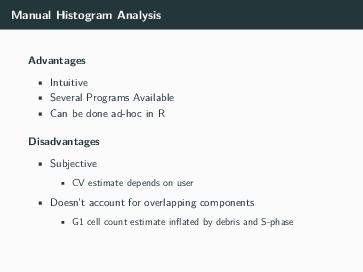 Manual Histogram Analysis
Advantages
▪ Intuitive
▪ Several Programs Available
▪ Can be done ad-hoc in R
Disadvantages
▪ Subjective
▪ CV estimate depends on user
▪ Doesn't account for overlapping components
▪ G1 cell count estimate inflated by debris and S-phase